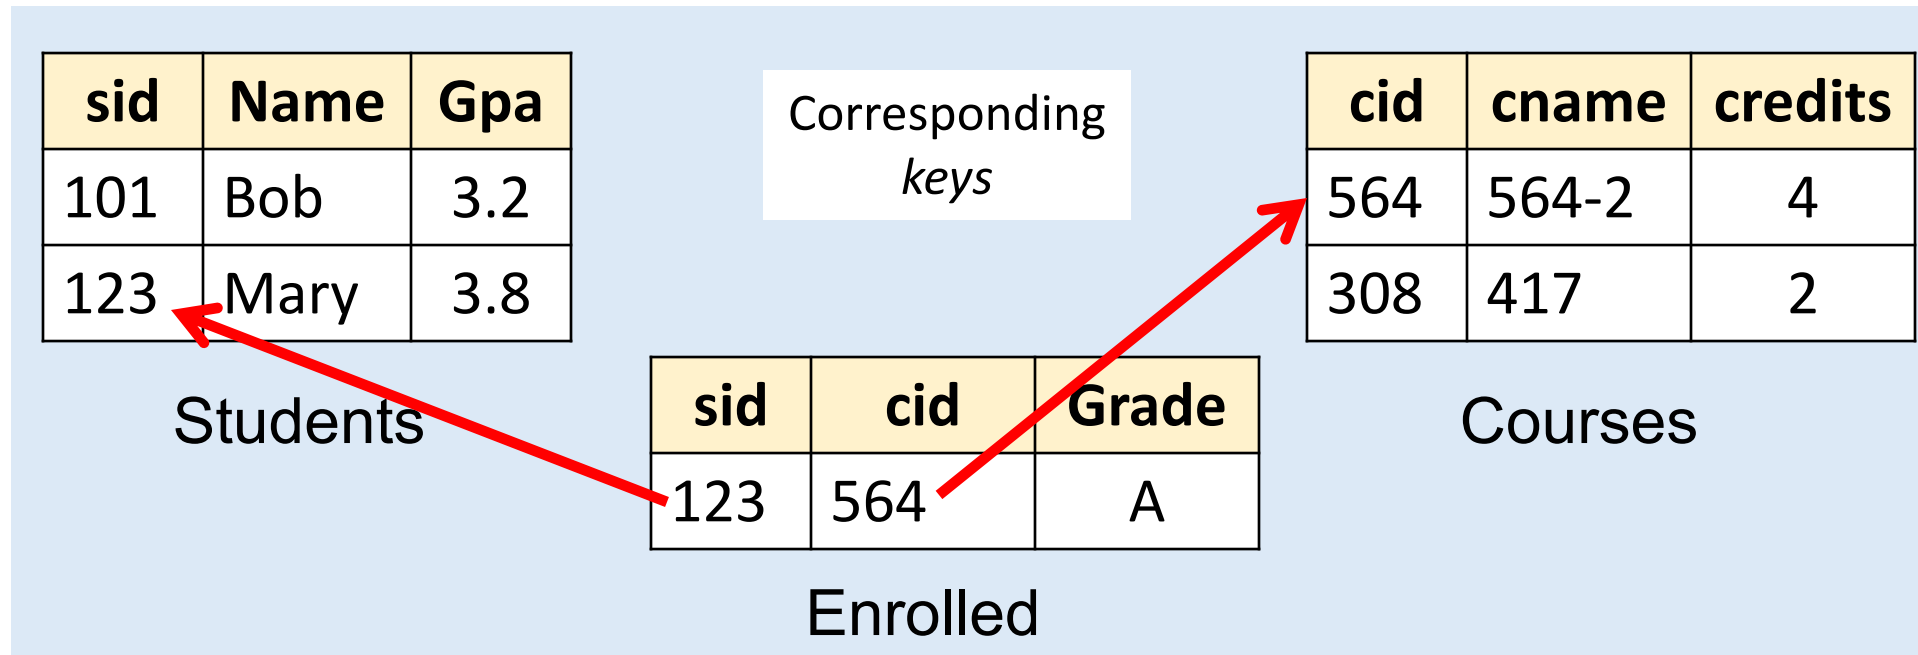 sid Name Gpa
101 Bob 3.2
123 Mary 3.8
Students
Corresponding
keys
cid cname credits
564 564-2 4
308 417 2
Courses
sid cid Grade
123 564 A
Enrolled